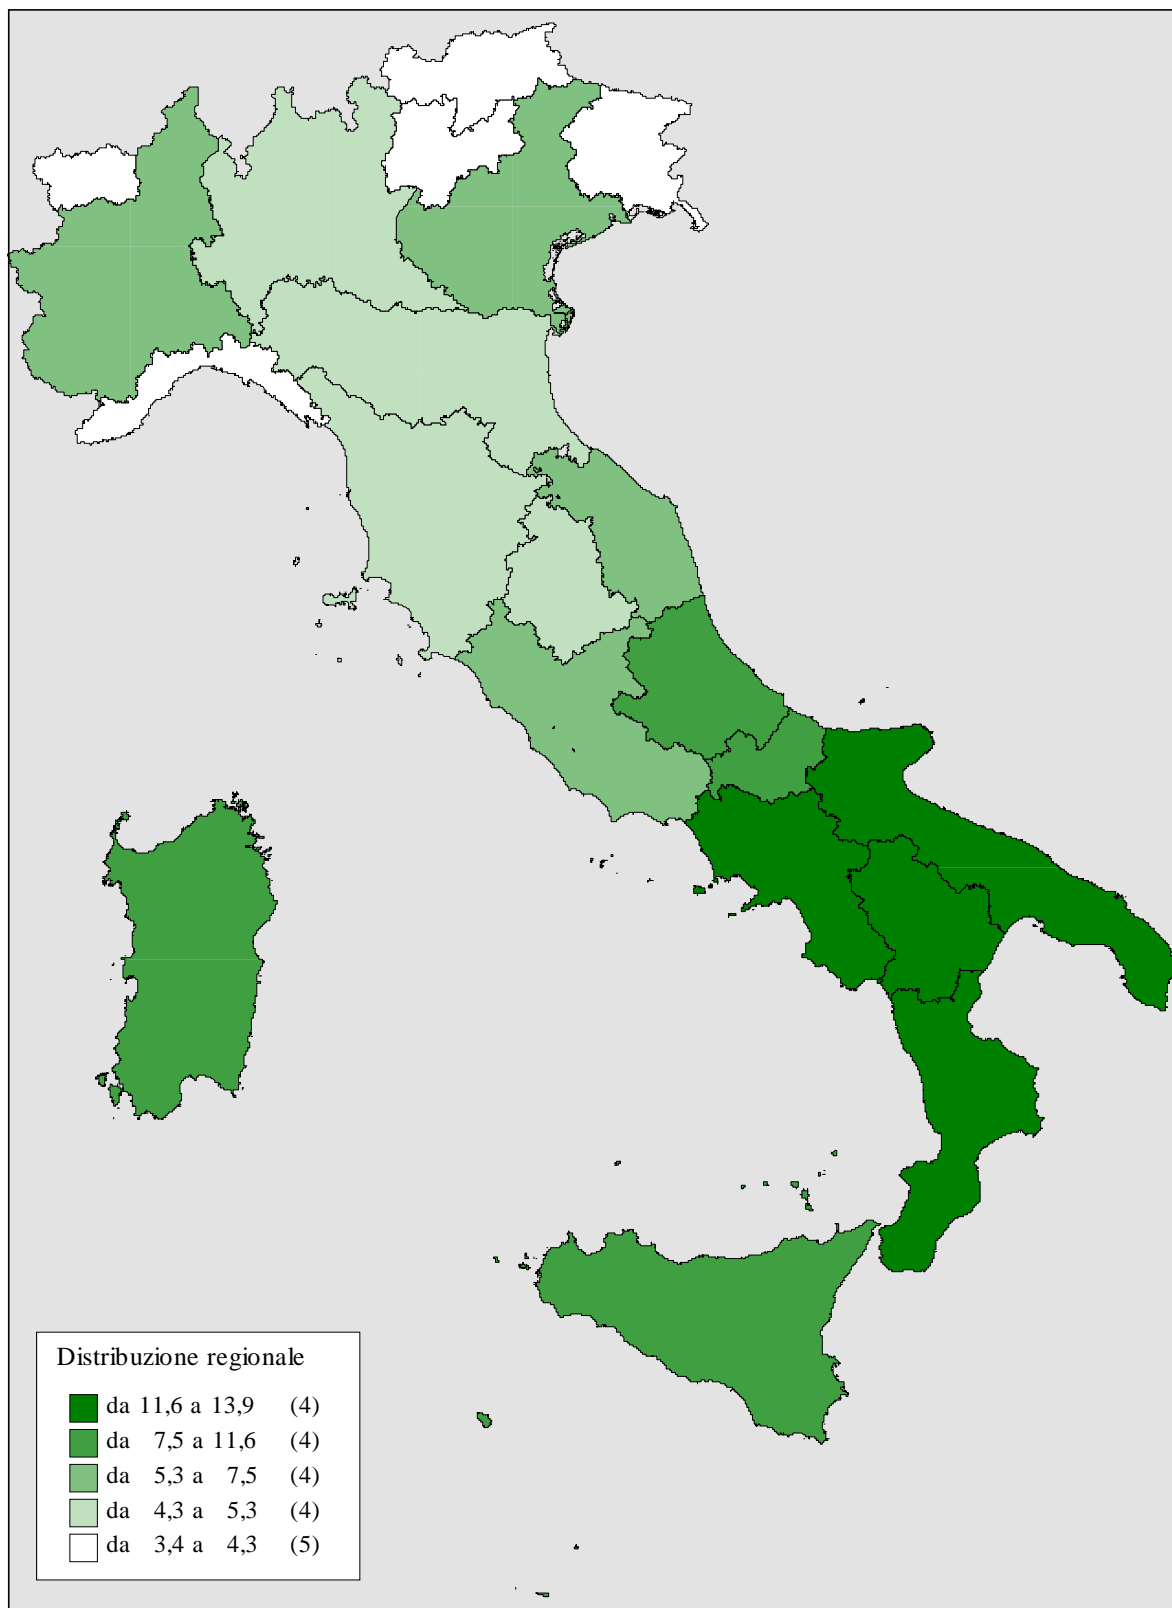 Distribuzione regionale
da 11,6 a 13,9 (4)
da 7,5 a 11,6 (4)
da 5,3 a 7,5 (4)
da 4,3 a 5,3 (4)
da 3,4 a 4,3 (5)